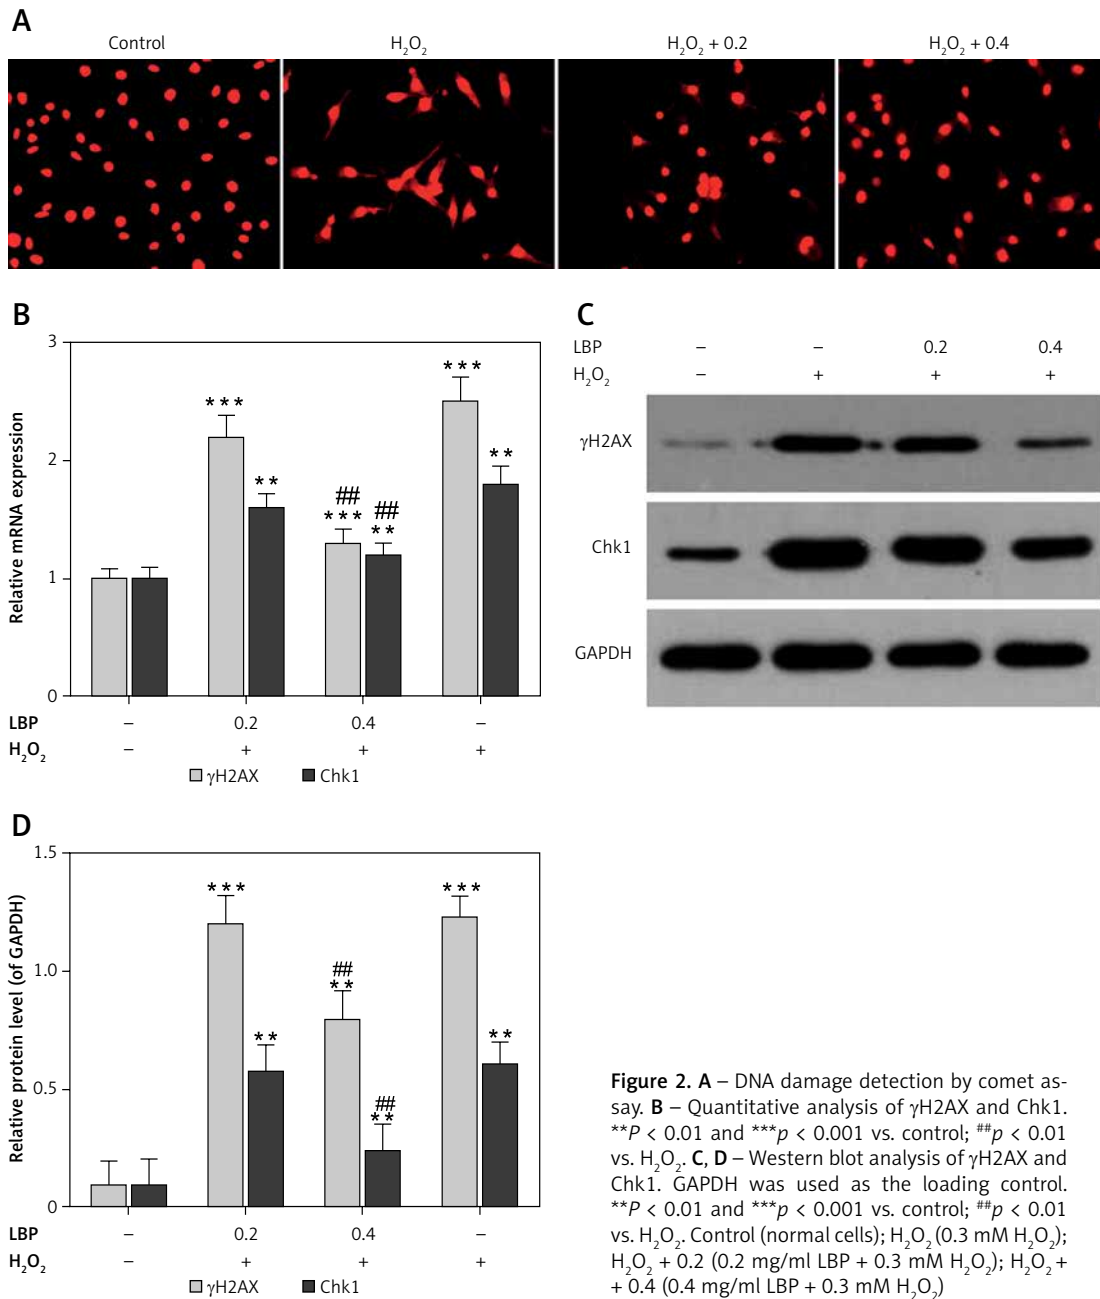 A
Control H₂O₂ H₂O₂ + 0.2 H₂O₂ + 0.4
B
3
2
1
0
Relative mRNA expression
*** ** ## *** ## ** *** **
LBP – 0.2 0.4 –
H₂O₂ – + + +
γH2AX Chk1
C
LBP – – 0.2 0.4
H₂O₂ – + + +
γH2AX
Chk1
GAPDH
D
1.5
1.0
0.5
0
Relative protein level (of GAPDH)
*** ** ## ** ## ** *** **
LBP – 0.2 0.4 –
H₂O₂ – + + +
γH2AX Chk1
Figure 2. A – DNA damage detection by comet as-
say. B – Quantitative analysis of γH2AX and Chk1.
**P < 0.01 and ***p < 0.001 vs. control; ##p < 0.01
vs. H₂O₂. C, D – Western blot analysis of γH2AX and
Chk1. GAPDH was used as the loading control.
**P < 0.01 and ***p < 0.001 vs. control; ##p < 0.01
vs. H₂O₂. Control (normal cells); H₂O₂ (0.3 mM H₂O₂);
H₂O₂ + 0.2 (0.2 mg/ml LBP + 0.3 mM H₂O₂); H₂O₂ +
+ 0.4 (0.4 mg/ml LBP + 0.3 mM H₂O₂)